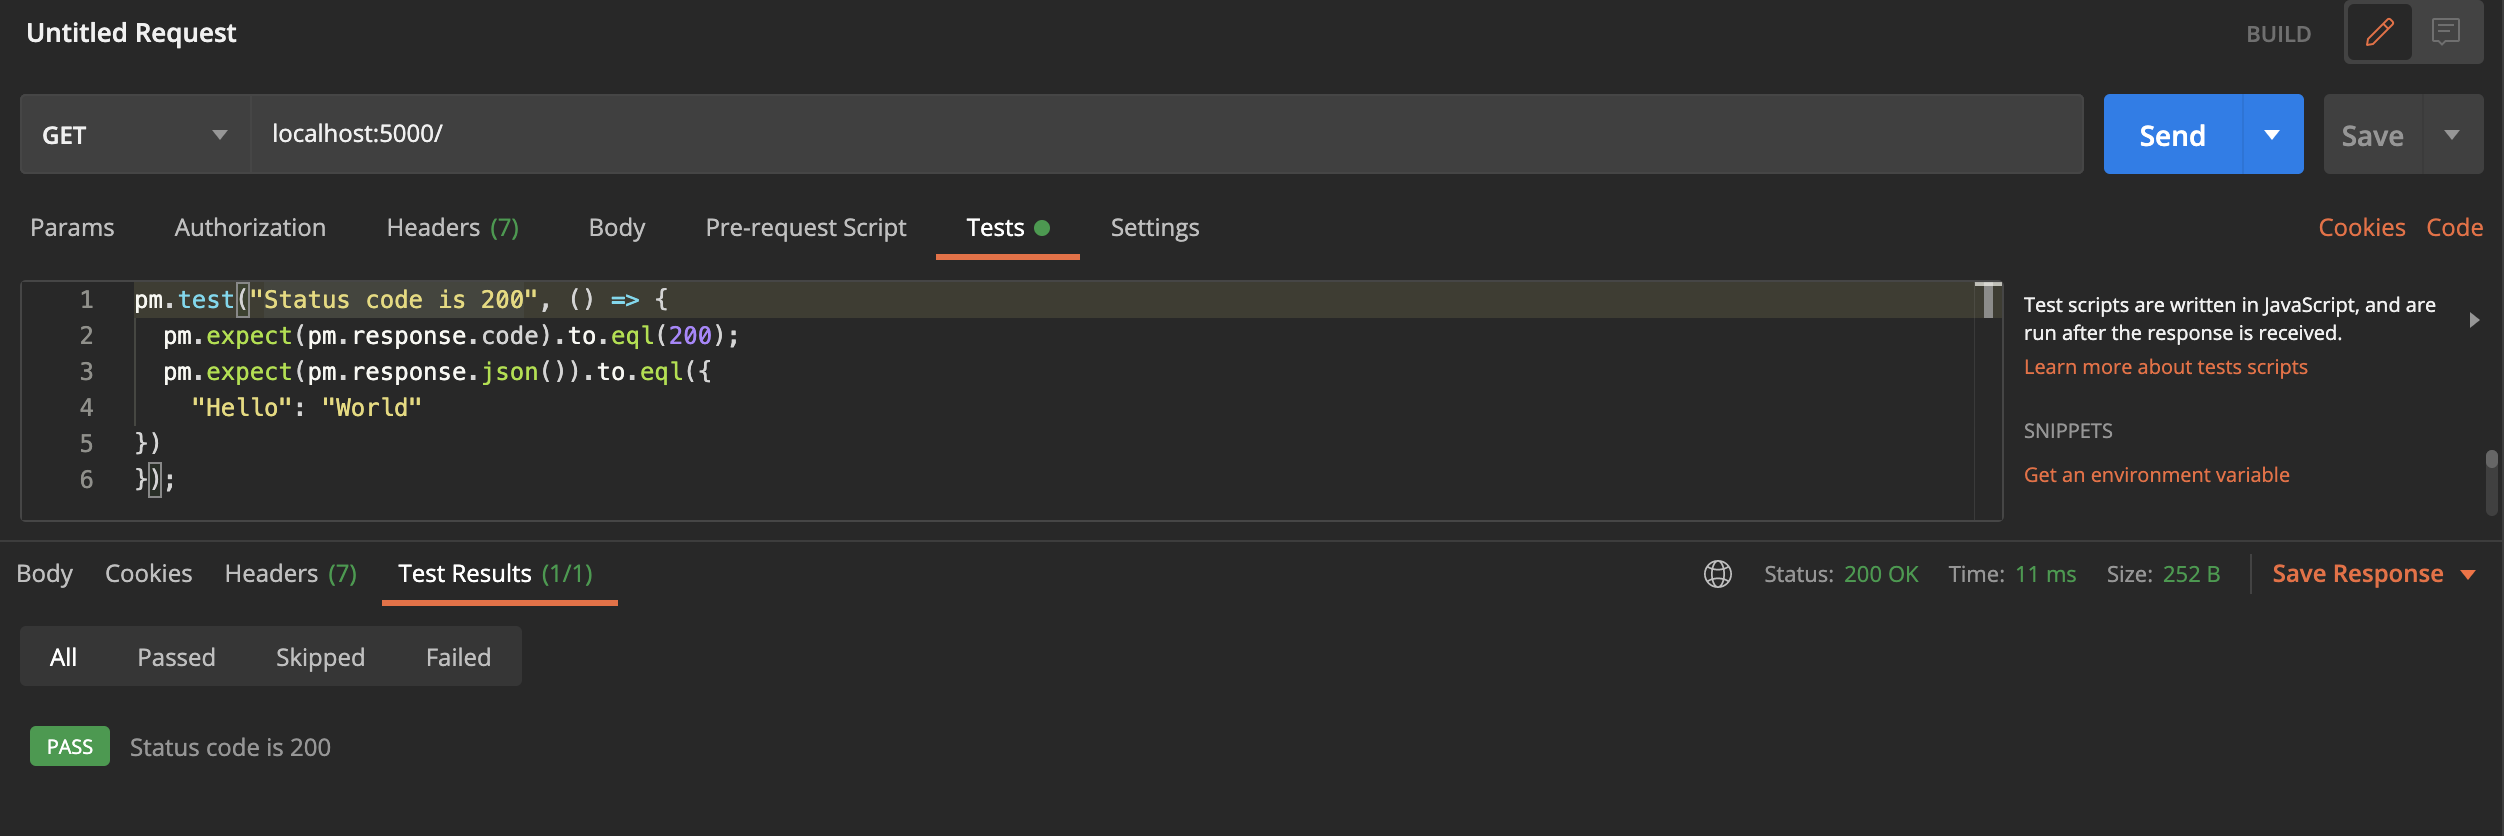 Untitled Request
BUILD
GET localhost:5000/ Send Save
Params Authorization Headers (7) Body Pre-request Script Tests Settings Cookies Code
1 pm.test("Status code is 200", () => {
2   pm.expect(pm.response.code).to.eql(200);
3   pm.expect(pm.response.json()).to.eql({
4     "Hello": "World"
5 })
6 });
Test scripts are written in JavaScript, and are
run after the response is received.
Learn more about tests scripts
SNIPPETS
Get an environment variable
Body Cookies Headers (7) Test Results (1/1) Status: 200 OK Time: 11 ms Size: 252 B Save Response
All Passed Skipped Failed
PASS Status code is 200